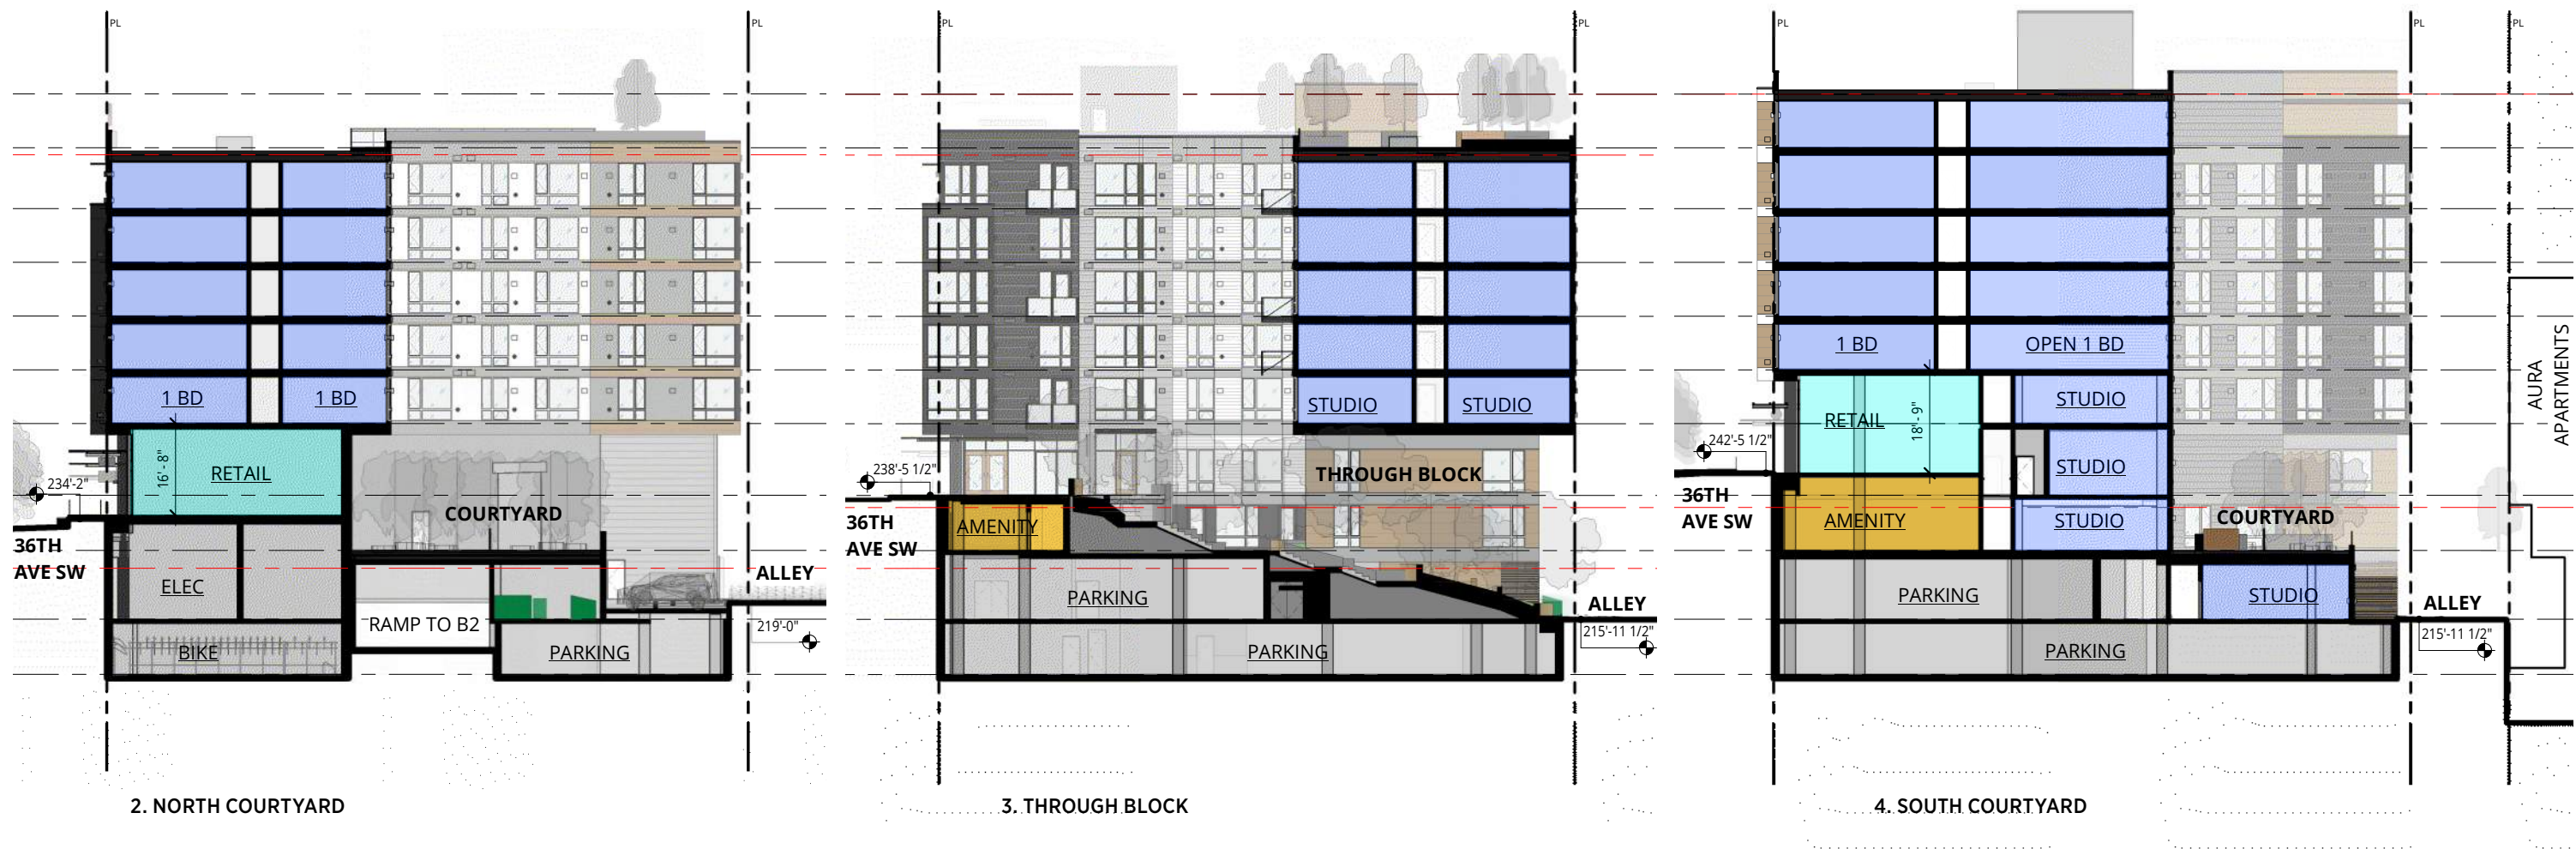 PL
PL
1 BD
1 BD
RETAIL
16' - 8"
234'-2"
COURTYARD
36TH
AVE SW
ELEC
ALLEY
RAMP TO B2
219'-0"
BIKE
PARKING
2. NORTH COURTYARD
PL
PL
STUDIO
STUDIO
238'-5 1/2"
THROUGH BLOCK
36TH
AVE SW
AMENITY
PARKING
ALLEY
215'-11 1/2"
PARKING
3. THROUGH BLOCK
PL
PL
PL
1 BD
OPEN 1 BD
AURA
APARTMENTS
STUDIO
RETAIL
18' - 9"
242'-5 1/2"
STUDIO
36TH
AVE SW
AMENITY
STUDIO
COURTYARD
PARKING
STUDIO
ALLEY
215'-11 1/2"
PARKING
4. SOUTH COURTYARD